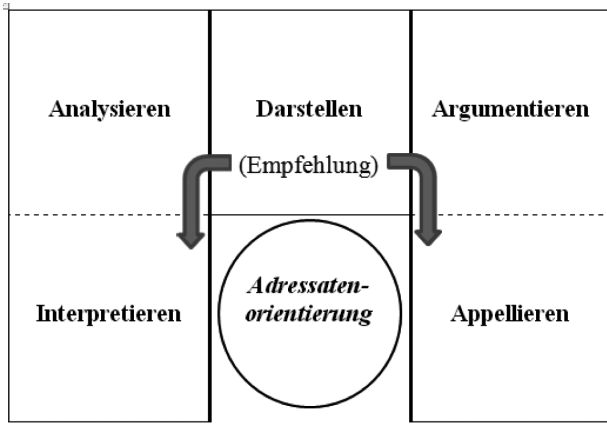 Analysieren
Darstellen
Argumentieren
(Empfehlung)
Interpretieren
Adressaten-
orientierung
Appellieren